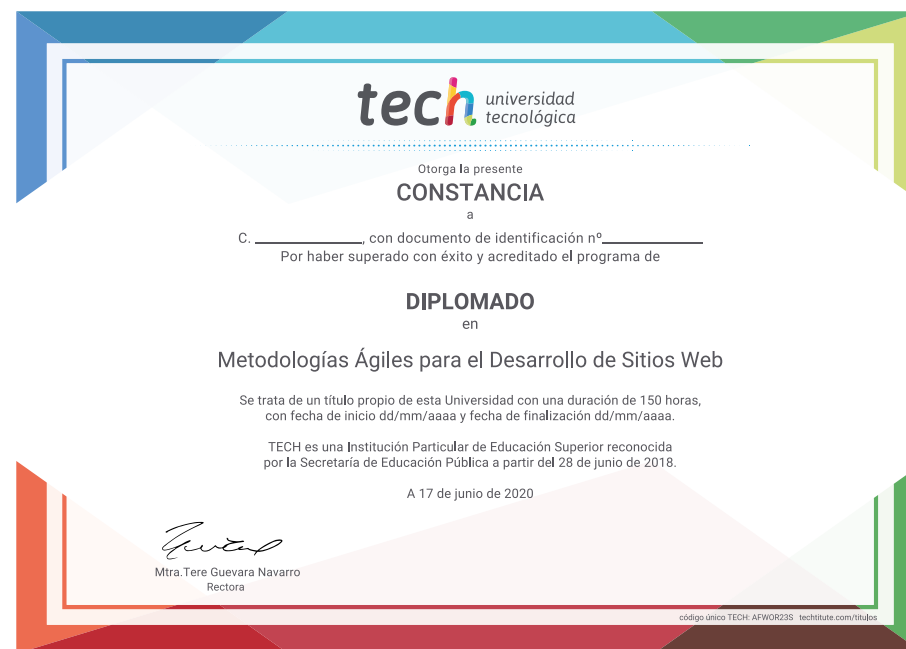 tech universidad
tecnológica
Otorga la presente
CONSTANCIA
a
C. ____________, con documento de identificación nº____________
Por haber superado con éxito y acreditado el programa de
DIPLOMADO
en
Metodologías Ágiles para el Desarrollo de Sitios Web
Se trata de un título propio de esta Universidad con una duración de 150 horas,
con fecha de inicio dd/mm/aaaa y fecha de finalización dd/mm/aaaa.
TECH es una Institución Particular de Educación Superior reconocida
por la Secretaría de Educación Pública a partir del 28 de junio de 2018.
A 17 de junio de 2020
Mtra.Tere Guevara Navarro
Rectora
código único TECH: AFWOR23S techtitute.com/titulos